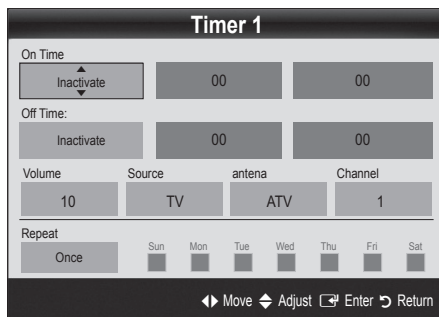 Timer 1
On Time
Inactivate 00 00
Off Time:
Inactivate 00 00
Volume Source antena Channel
10 TV ATV 1
Repeat
Once Sun Mon Tue Wed Thu Fri Sat
Move Adjust Enter Return